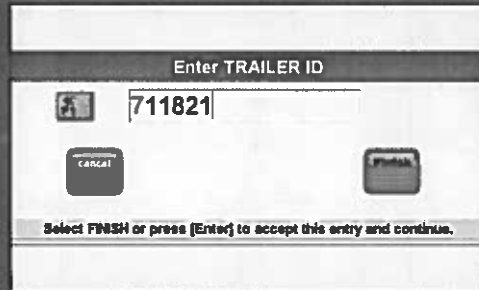 Enter TRAILER ID
711821
Cancel
Finish
Select FINISH or press [Enter] to accept this entry and continue.